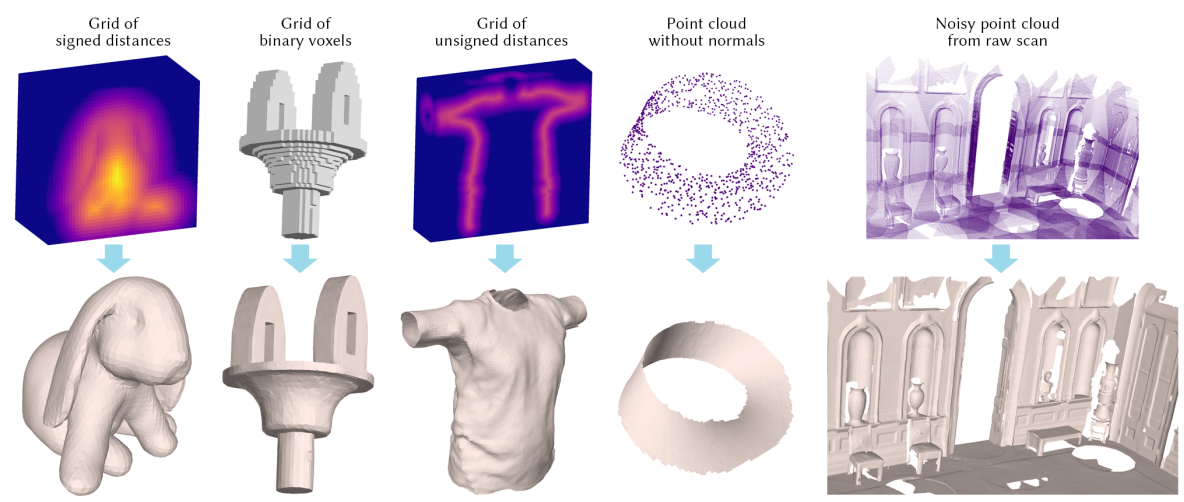 Grid of
signed distances
Grid of
binary voxels
Grid of
unsigned distances
Point cloud
without normals
Noisy point cloud
from raw scan